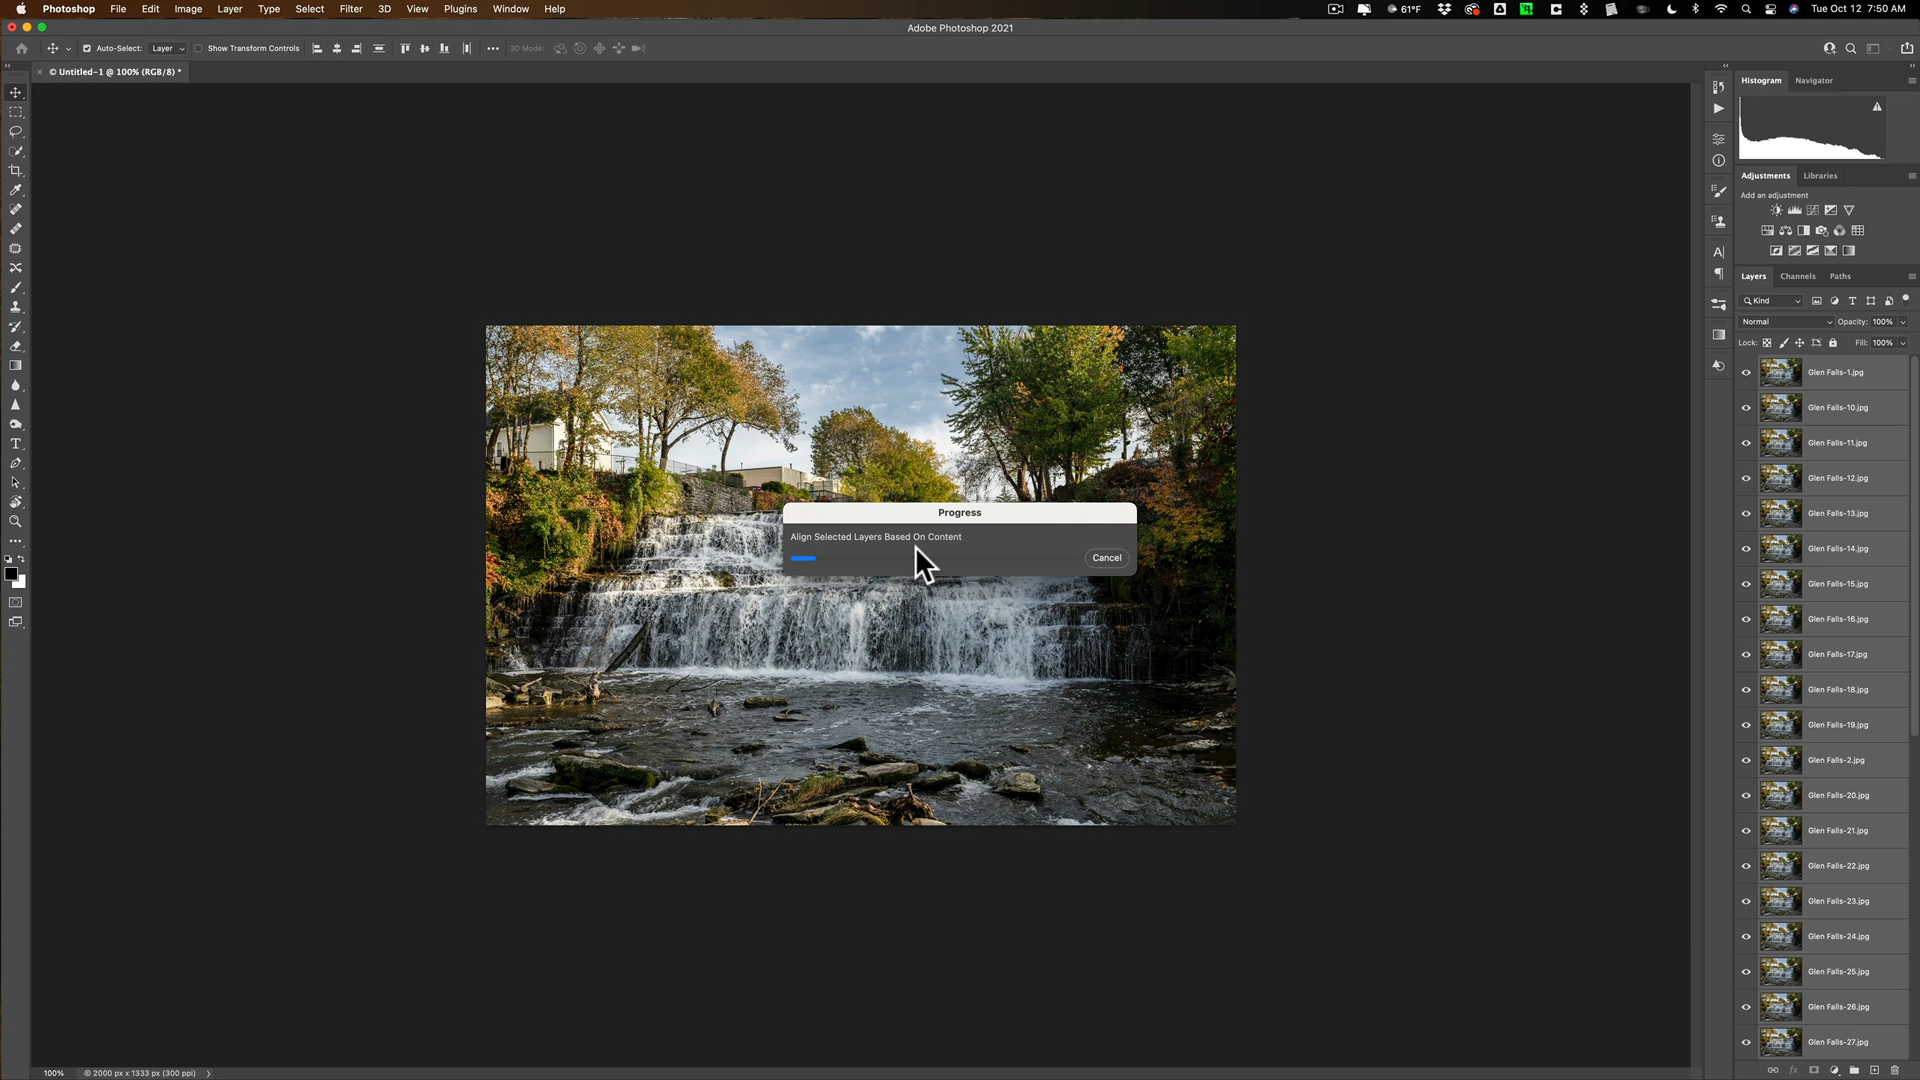 Photoshop File Edit Image Layer Type Select Filter 3D View Plugins Window Help 61°F Tue Oct 12 7:50 AM
Adobe Photoshop 2021
Auto-Select: Layer Show Transform Controls 3D Mode:
© Untitled-1 @ 100% (RGB/8) *
Histogram Navigator
Adjustments Libraries
Add an adjustment
Layers Channels Paths
Kind
Normal Opacity: 100%
Lock: Fill: 100%
Glen Falls-1.jpg
Glen Falls-10.jpg
Glen Falls-11.jpg
Glen Falls-12.jpg
Glen Falls-13.jpg
Glen Falls-14.jpg
Glen Falls-15.jpg
Glen Falls-16.jpg
Glen Falls-17.jpg
Glen Falls-18.jpg
Glen Falls-19.jpg
Glen Falls-2.jpg
Glen Falls-20.jpg
Glen Falls-21.jpg
Glen Falls-22.jpg
Glen Falls-23.jpg
Glen Falls-24.jpg
Glen Falls-25.jpg
Glen Falls-26.jpg
Glen Falls-27.jpg
Progress
Align Selected Layers Based On Content
Cancel
100% © 2000 px x 1333 px (300 ppi)